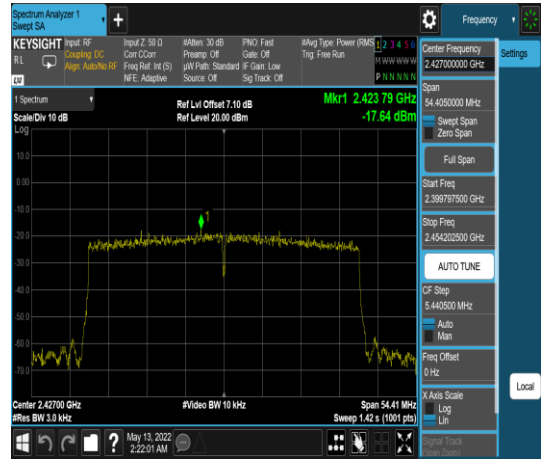 Spectrum Analyzer 1
Swept SA
+
Frequency
KEYSIGHT
RL
LXI
Input: RF
Coupling: DC
Align: Auto/No RF
Input Z: 50 Ω
Corr CCorr
Freq Ref: Int (S)
NFE: Adaptive
#Atten: 30 dB
Preamp: Off
µW Path: Standard
Source: Off
PNO: Fast
Gate: Off
IF Gain: Low
Sig Track: Off
#Avg Type: Power (RMS
Trig: Free Run
1 2 3 4 5 6
M W W W W W
P N N N N N
Center Frequency
2.427000000 GHz
Settings
1 Spectrum
Scale/Div 10 dB
Ref Lvl Offset 7.10 dB
Ref Level 20.00 dBm
Mkr1 2.423 79 GHz
-17.64 dBm
Span
54.4050000 MHz
Swept Span
Zero Span
Full Span
Start Freq
2.399797500 GHz
Stop Freq
2.454202500 GHz
AUTO TUNE
CF Step
5.440500 MHz
Auto
Man
Freq Offset
0 Hz
X Axis Scale
Log
Lin
Signal Track
(Span Zoom)
Local
Log
10.0
0.00
-10.0
-20.0
-30.0
-40.0
-50.0
-60.0
-70.0
1
Center 2.42700 GHz
#Res BW 3.0 kHz
#Video BW 10 kHz
Span 54.41 MHz
Sweep 1.42 s (1001 pts)
?
May 13, 2022
2:22:01 AM